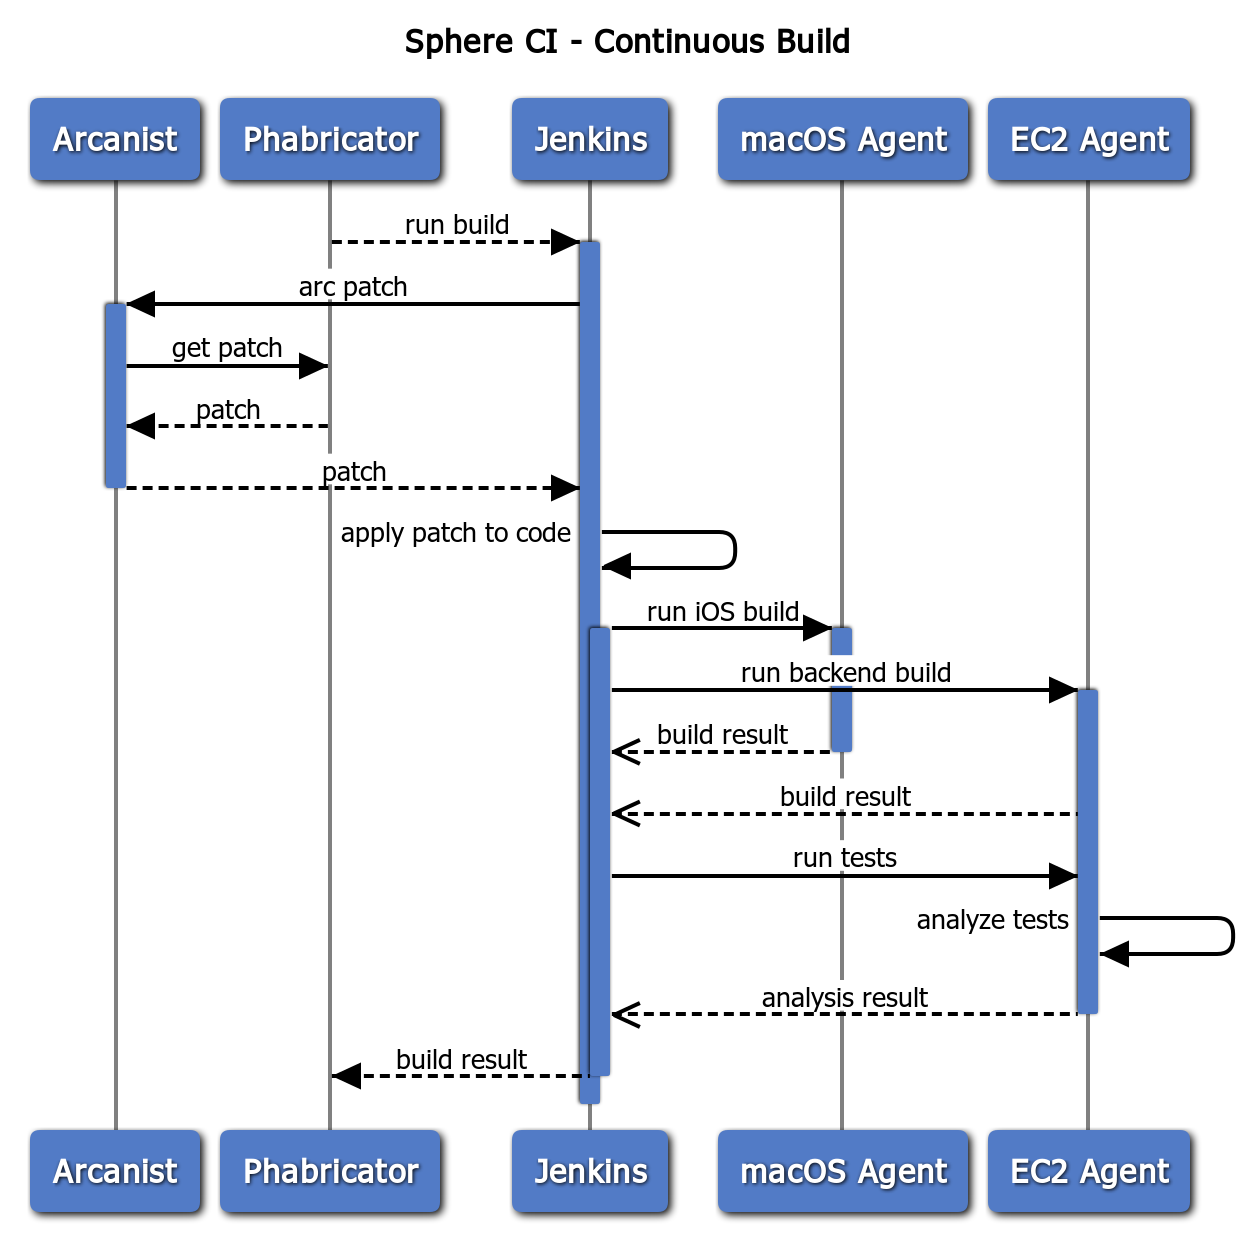 Sphere CI - Continuous Build
Arcanist
Phabricator
Jenkins
macOS Agent
EC2 Agent
run build
arc patch
get patch
patch
patch
apply patch to code
run iOS build
run backend build
build result
build result
run tests
analyze tests
analysis result
build result
Arcanist
Phabricator
Jenkins
macOS Agent
EC2 Agent